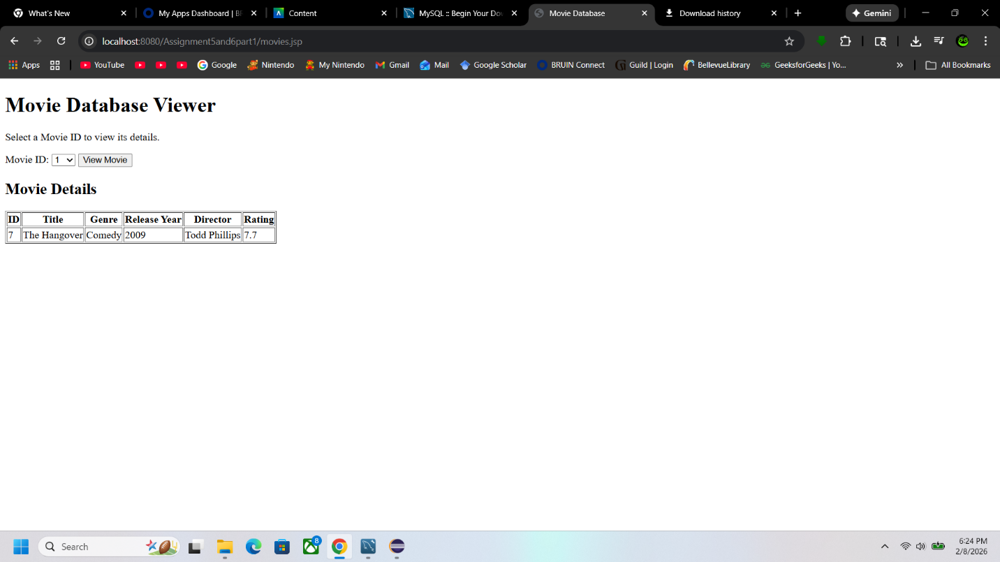 What's New
My Apps Dashboard | BR
Content
MySQL :: Begin Your Dow
Movie Database
Download history
Gemini
localhost:8080/Assignment5and6part1/movies.jsp
Apps
YouTube
Google
Nintendo
My Nintendo
Gmail
Mail
Google Scholar
BRUIN Connect
Guild | Login
BellevueLibrary
GeeksforGeeks | Yo...
»
All Bookmarks
Movie Database Viewer
Select a Movie ID to view its details.
Movie ID: 1 View Movie
Movie Details
ID Title Genre Release Year Director Rating
7 The Hangover Comedy 2009 Todd Phillips 7.7
Search
8
6:24 PM
2/8/2026